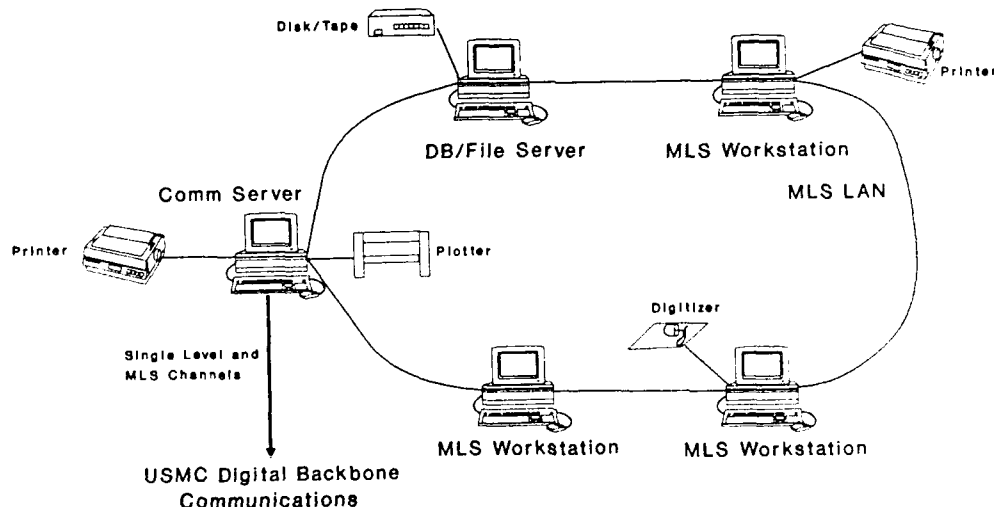 Disk/Tape
Printer
DB/File Server
MLS Workstation
MLS LAN
Comm Server
Printer
Plotter
Digitizer
Single Level and
MLS Channels
MLS Workstation
MLS Workstation
USMC Digital Backbone
Communications